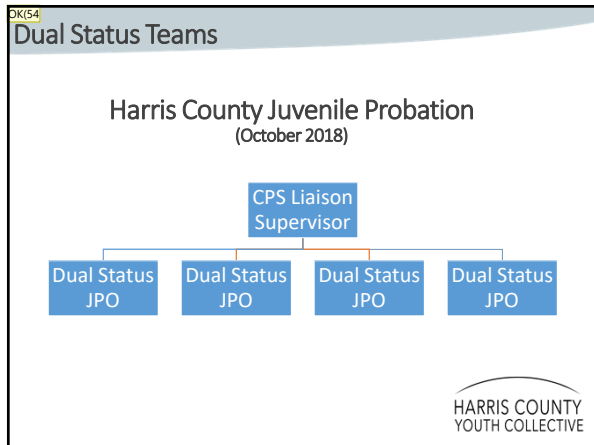 OK(54
Dual Status Teams
Harris County Juvenile Probation
(October 2018)
CPS Liaison
Supervisor
Dual Status
JPO
Dual Status
JPO
Dual Status
JPO
Dual Status
JPO
HARRIS COUNTY
YOUTH COLLECTIVE